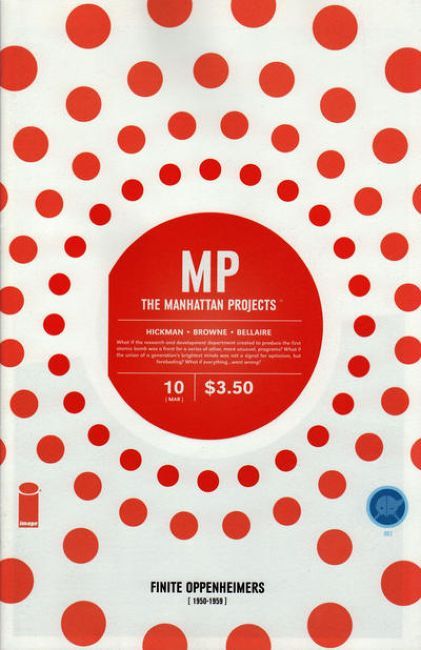 MP
THE MANHATTAN PROJECTS
HICKMAN • BROWNE • BELLAIRE
What if the research and development department created to produce the first
atomic bomb was a front for a series of other, more unusual, programs? What if
the union of a generation's brightest minds was not a signal for optimism, but
foreboding? What if everything...went wrong?
10
[ MAR ]
$3.50
image
FINITE OPPENHEIMERS
[ 1950-1959 ]